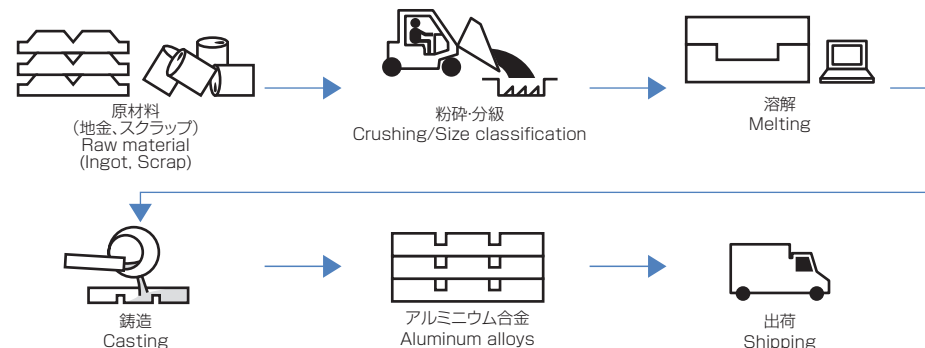 原材料
（地金、スクラップ）
Raw material
(Ingot, Scrap)
粉砕・分級
Crushing/Size classification
溶解
Melting
鋳造
Casting
アルミニウム合金
Aluminum alloys
出荷
Shipping